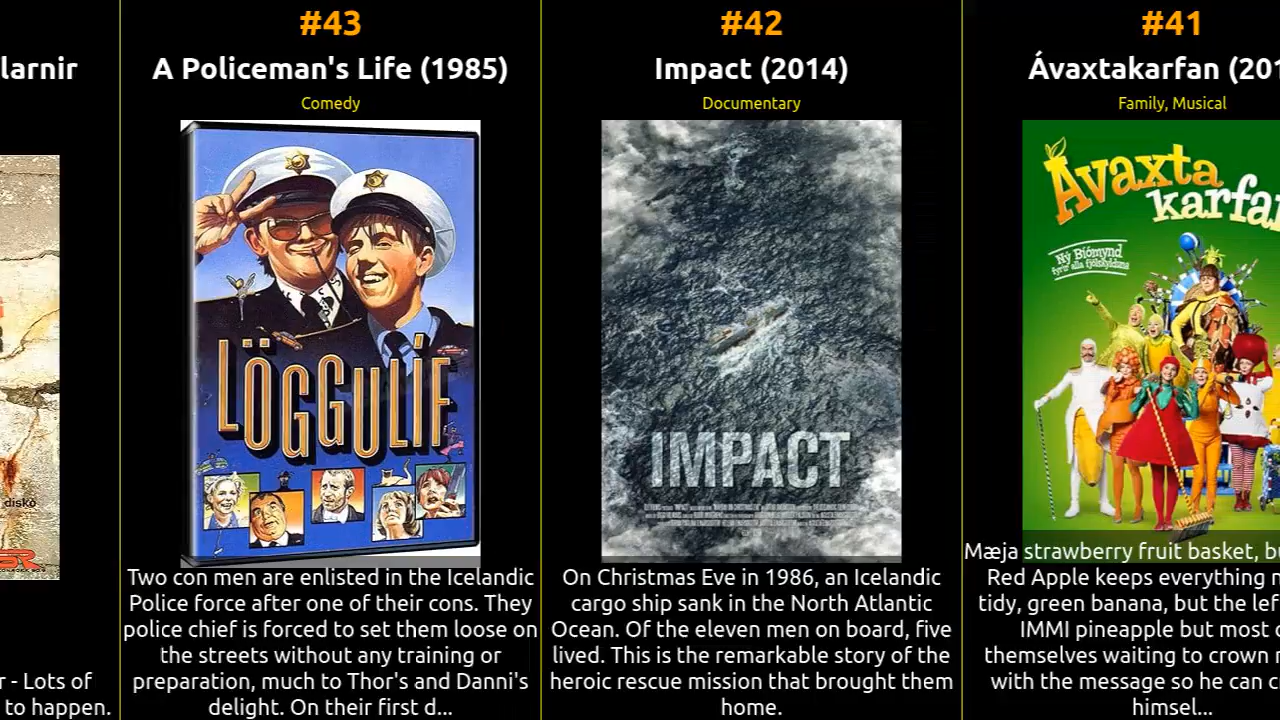 larnir
diskó
r - Lots of
to happen.
#43
A Policeman's Life (1985)
Comedy
LÖGGULÍF
Two con men are enlisted in the Icelandic
Police force after one of their cons. They
police chief is forced to set them loose on
the streets without any training or
preparation, much to Thor's and Danni's
delight. On their first d...
#42
Impact (2014)
Documentary
IMPACT
On Christmas Eve in 1986, an Icelandic
cargo ship sank in the North Atlantic
Ocean. Of the eleven men on board, five
lived. This is the remarkable story of the
heroic rescue mission that brought them
home.
#41
Ávaxtakarfan (201
Family, Musical
Ávaxta
karfan
Ný Bíómynd
fyrir alla fjölskylduna
Mæja strawberry fruit basket, bu
Red Apple keeps everything n
tidy, green banana, but the lef
IMMI pineapple but most o
themselves waiting to crown
with the message so he can c
himsel...